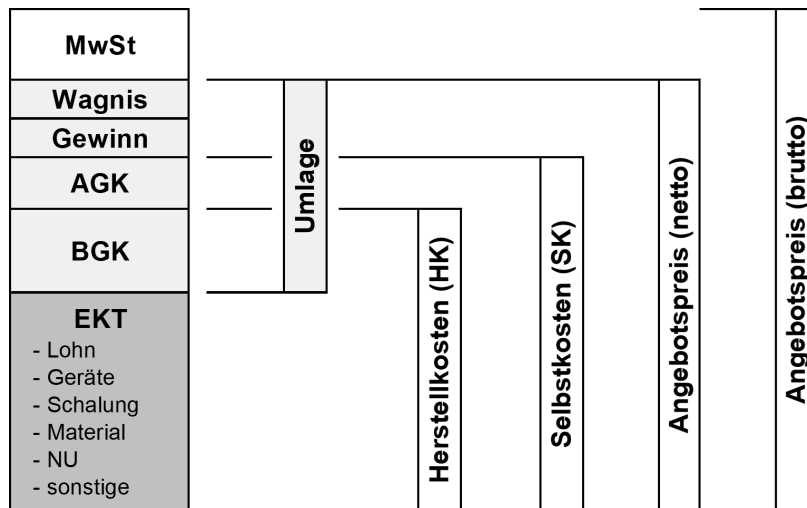 MwSt
Wagnis
Gewinn
AGK
BGK
EKT
- Lohn
- Geräte
- Schalung
- Material
- NU
- sonstige
Umlage
Herstellkosten (HK)
Selbstkosten (SK)
Angebotspreis (netto)
Angebotspreis (brutto)